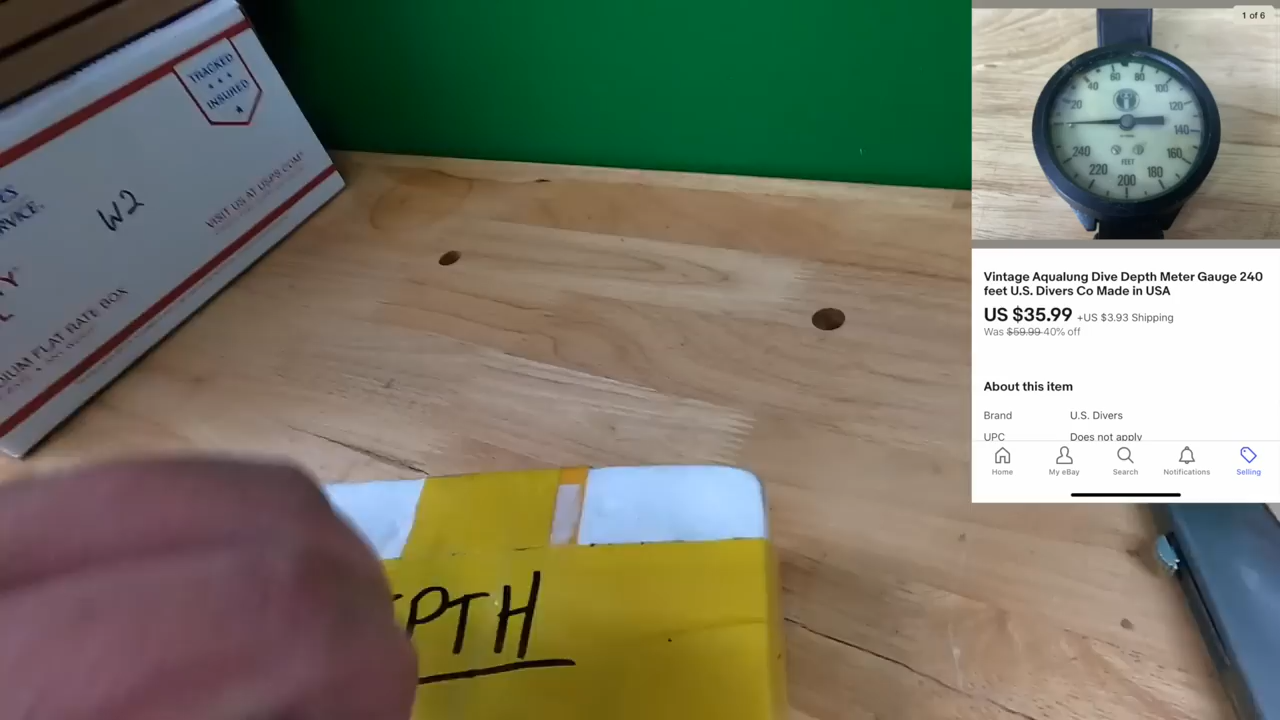 TRACKED
INSURED
W2
VISIT US AT USPS.COM®
FLAT RATE BOX
PTH
1 of 6
60 80
40 100
20 120
140
240 160
220 180
FEET
200
Vintage Aqualung Dive Depth Meter Gauge 240
feet U.S. Divers Co Made in USA
US $35.99 +US $3.93 Shipping
Was $59.99 40% off
About this item
Brand U.S. Divers
UPC Does not apply
Home My eBay Search Notifications Selling